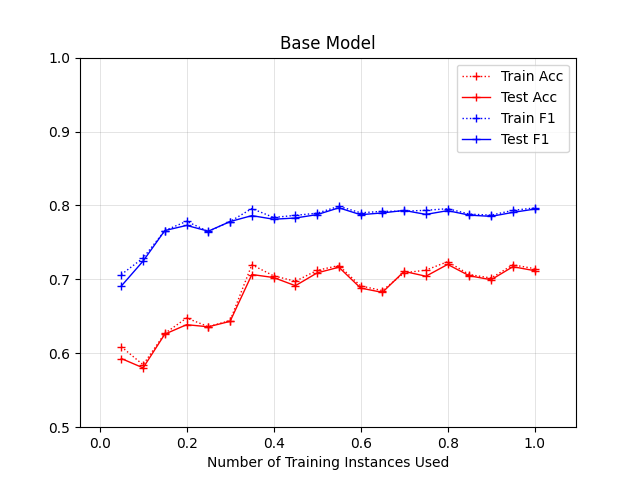 Base Model
Train Acc
Test Acc
Train F1
Test F1
1.0
0.9
0.8
0.7
0.6
0.5
0.0 0.2 0.4 0.6 0.8 1.0
Number of Training Instances Used